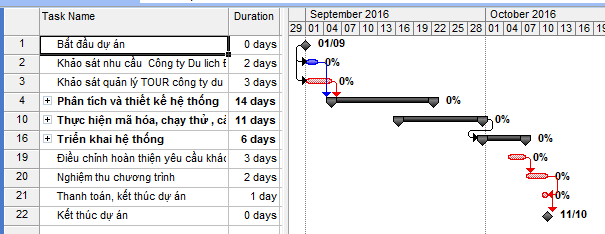 Task Name Duration September 2016 October 2016
29 01 04 07 10 13 16 19 22 25 28 01 04 07 10 13
1 Bắt đầu dự án 0 days 01/09
2 Khảo sát nhu cầu Công ty Du lich 2 days 0%
3 Khảo sát quản lý TOUR công ty du 3 days 0%
4 Phân tích và thiết kế hệ thống 14 days 0%
10 Thực hiện mã hóa, chạy thử , 11 days 0%
16 Triển khai hệ thống 6 days 0%
19 Điều chỉnh hoàn thiện yêu cầu khác 3 days 0%
20 Nghiệm thu chương trình 2 days 0%
21 Thanh toán, kết thúc dự án 1 day 0%
22 Kết thúc dự án 0 days 11/10